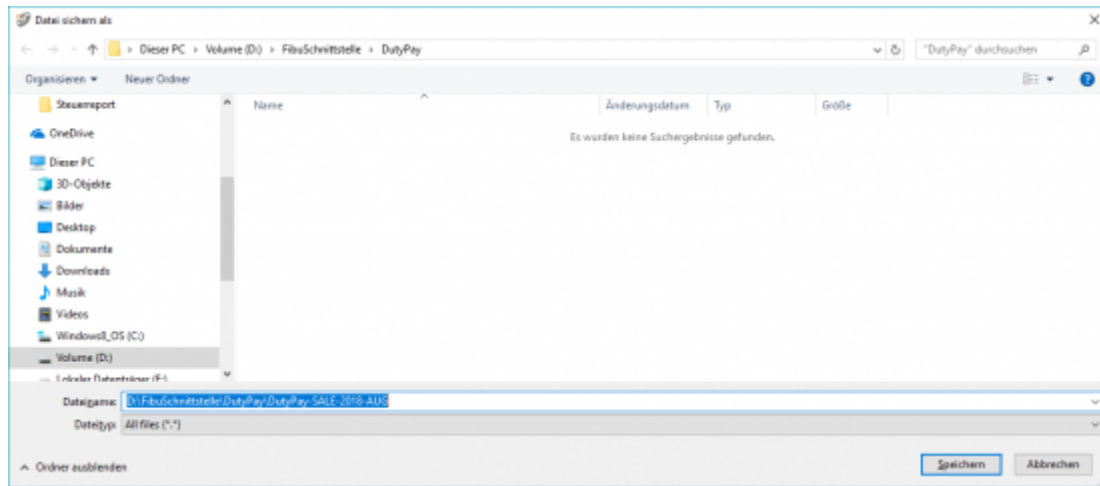 Datei sichern als
Dieser PC › Volume (D:) › FibuSchnittstelle › DutyPay
"DutyPay" durchsuchen
Organisieren
Neuer Ordner
Name
Änderungsdatum
Typ
Größe
Es wurden keine Suchergebnisse gefunden.
Steuerreport
OneDrive
Dieser PC
3D-Objekte
Bilder
Desktop
Dokumente
Downloads
Musik
Videos
Windows8_OS (C:)
Volume (D:)
Lokaler Datenträger (E:)
Dateiname: D:\FibuSchnittstelle\DutyPay\DutyPay-SALE-2018-AUG
Dateityp: All files (*.*)
Ordner ausblenden
Speichern
Abbrechen